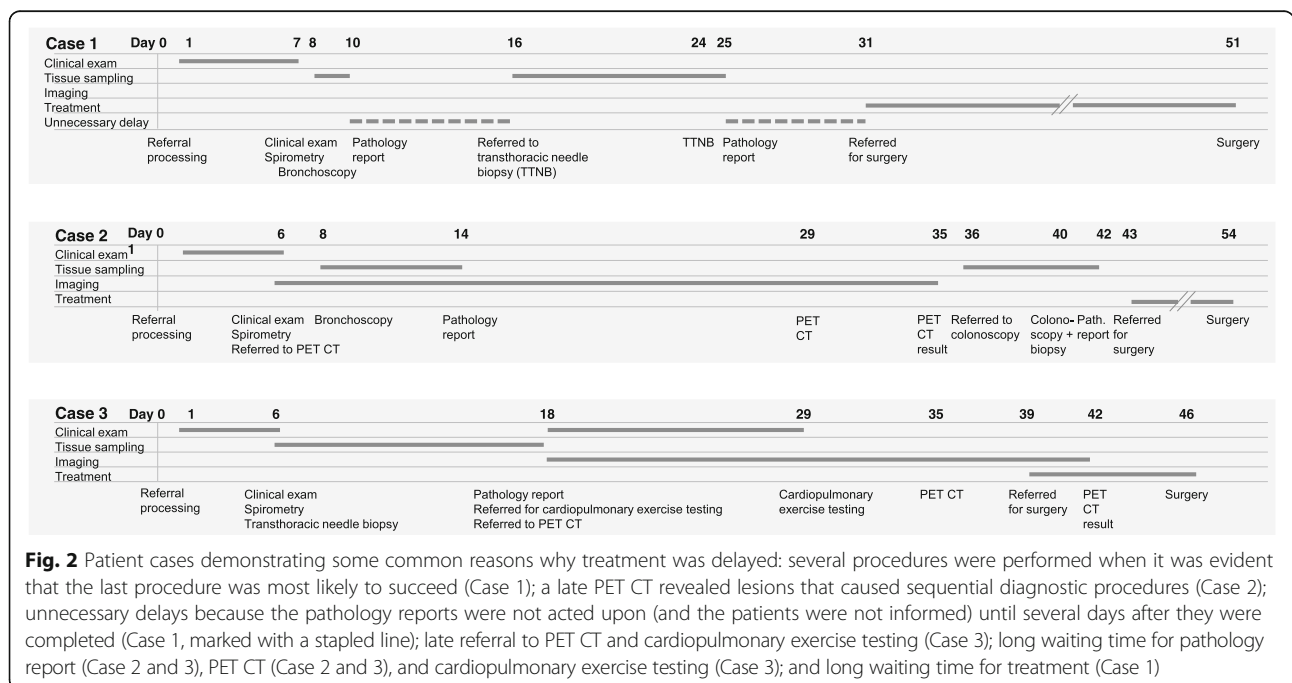 Case 1 Day 0 1 7 8 10 16 24 25 31 51
Clinical exam
Tissue sampling
Imaging
Treatment
Unnecessary delay
Referral Clinical exam Pathology Referred to TTNB Pathology Referred Surgery
processing Spirometry report transthoracic needle report for surgery
Bronchoscopy biopsy (TTNB)
Case 2 Day 0 6 8 14 29 35 36 40 42 43 54
Clinical exam 1
Tissue sampling
Imaging
Treatment
Referral Clinical exam Bronchoscopy Pathology PET PET Referred to Colono- Path. Referred Surgery
processing Spirometry report CT CT colonoscopy scopy + report for
Referred to PET CT result biopsy surgery
Case 3 Day 0 1 6 18 29 35 39 42 46
Clinical exam
Tissue sampling
Imaging
Treatment
Referral Clinical exam Pathology report Cardiopulmonary PET CT Referred PET Surgery
processing Spirometry Referred for cardiopulmonary exercise testing exercise testing for surgery CT
Transthoracic needle biopsy Referred to PET CT result
Fig. 2 Patient cases demonstrating some common reasons why treatment was delayed: several procedures were performed when it was evident
that the last procedure was most likely to succeed (Case 1); a late PET CT revealed lesions that caused sequential diagnostic procedures (Case 2);
unnecessary delays because the pathology reports were not acted upon (and the patients were not informed) until several days after they were
completed (Case 1, marked with a stapled line); late referral to PET CT and cardiopulmonary exercise testing (Case 3); long waiting time for pathology
report (Case 2 and 3), PET CT (Case 2 and 3), and cardiopulmonary exercise testing (Case 3); and long waiting time for treatment (Case 1)